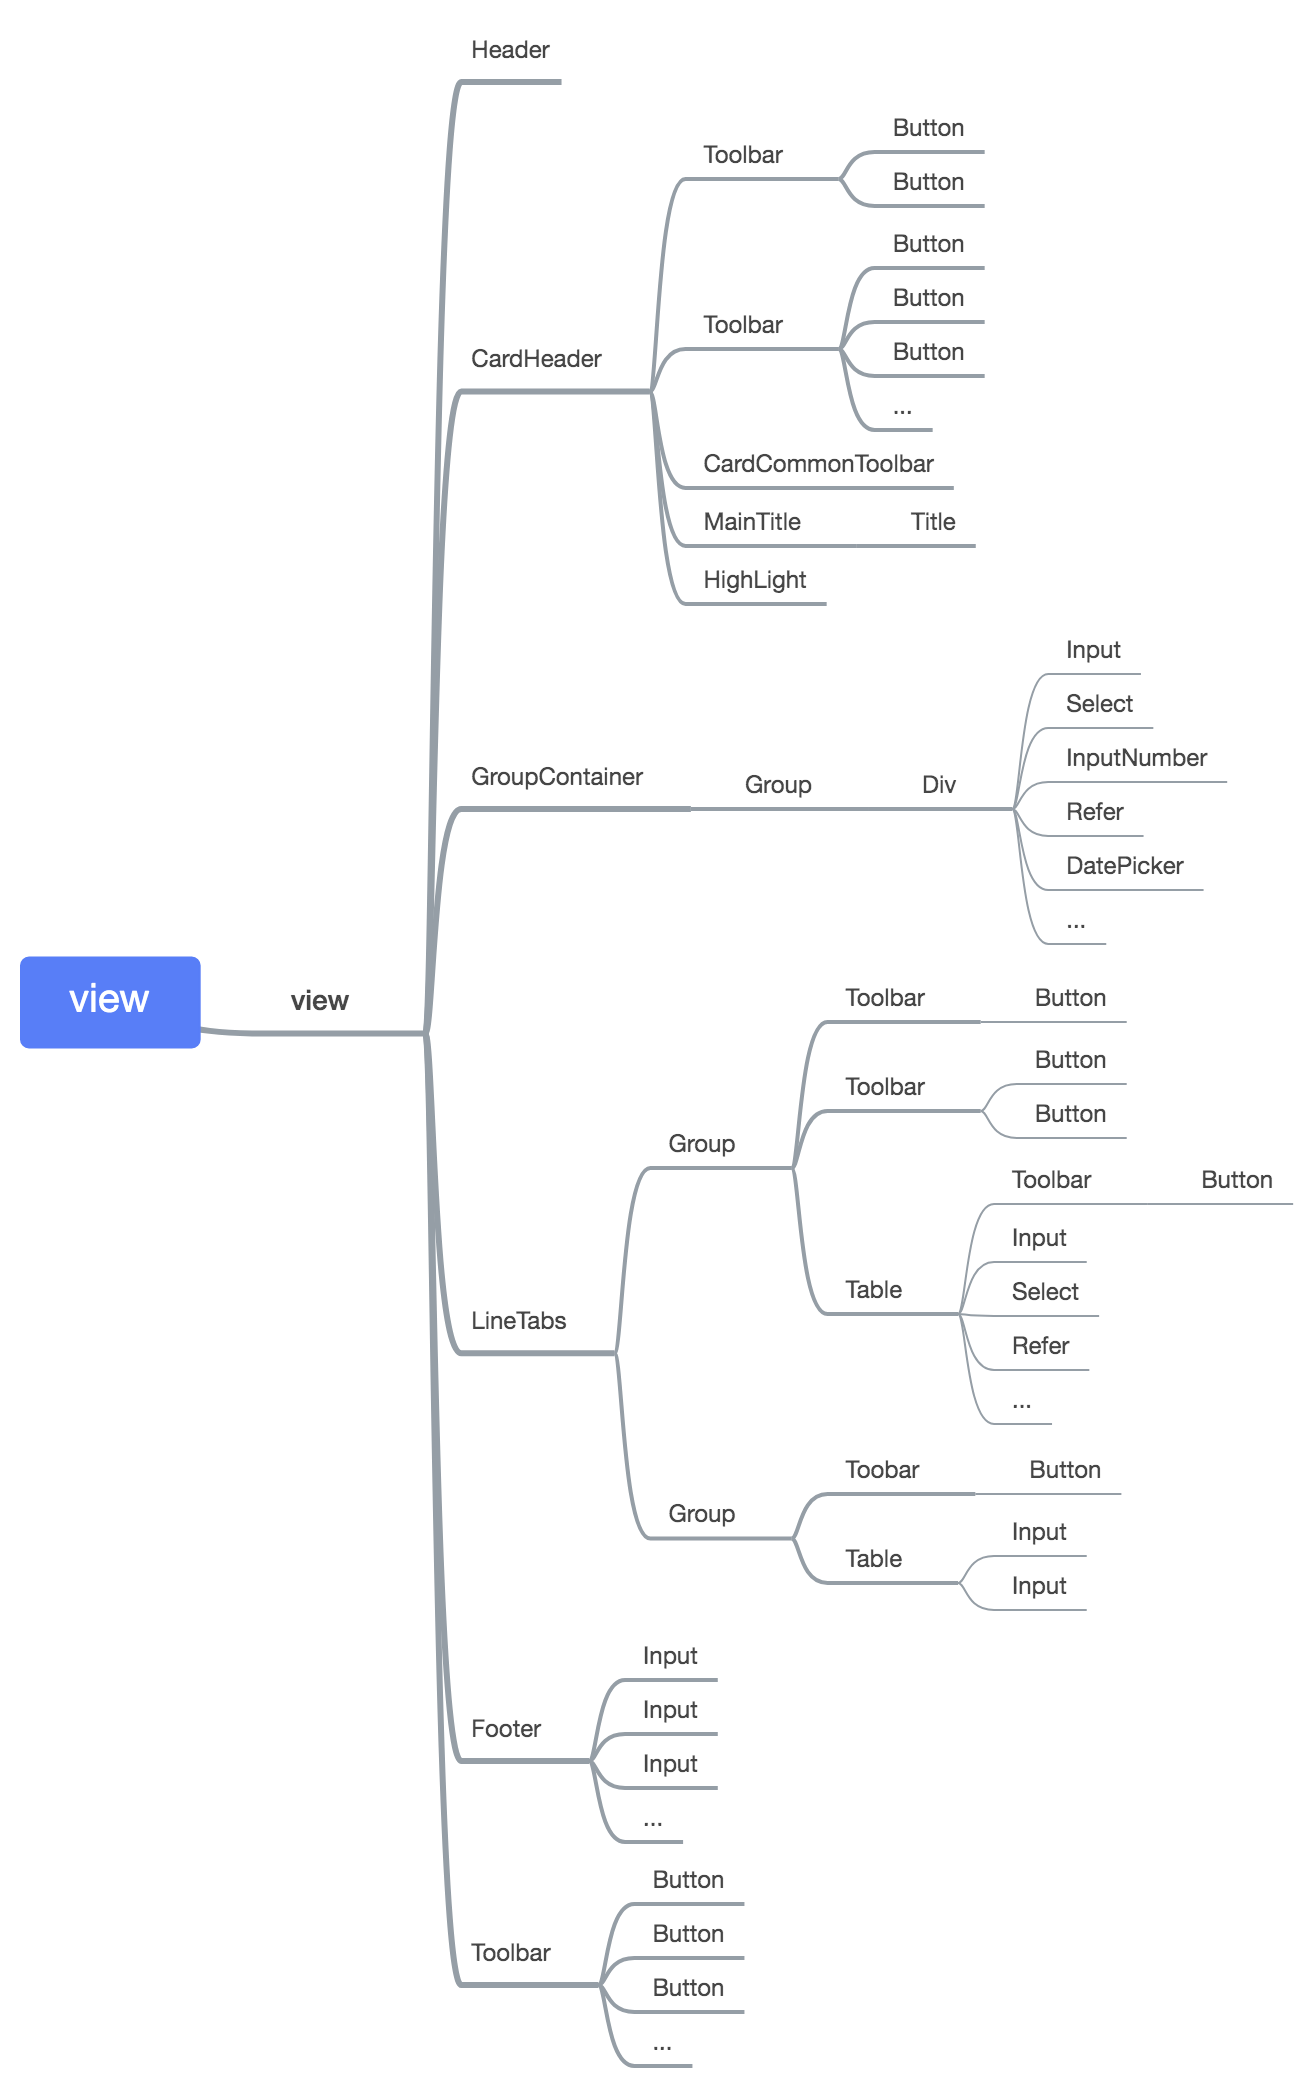 view
view
Header
CardHeader
Toolbar
Button
Button
Toolbar
Button
Button
Button
...
CardCommonToolbar
MainTitle
Title
HighLight
GroupContainer
Group
Div
Input
Select
InputNumber
Refer
DatePicker
...
LineTabs
Group
Toolbar
Button
Toolbar
Button
Button
Table
Toolbar
Button
Input
Select
Refer
...
Group
Toobar
Button
Table
Input
Input
Footer
Input
Input
Input
...
Toolbar
Button
Button
Button
...